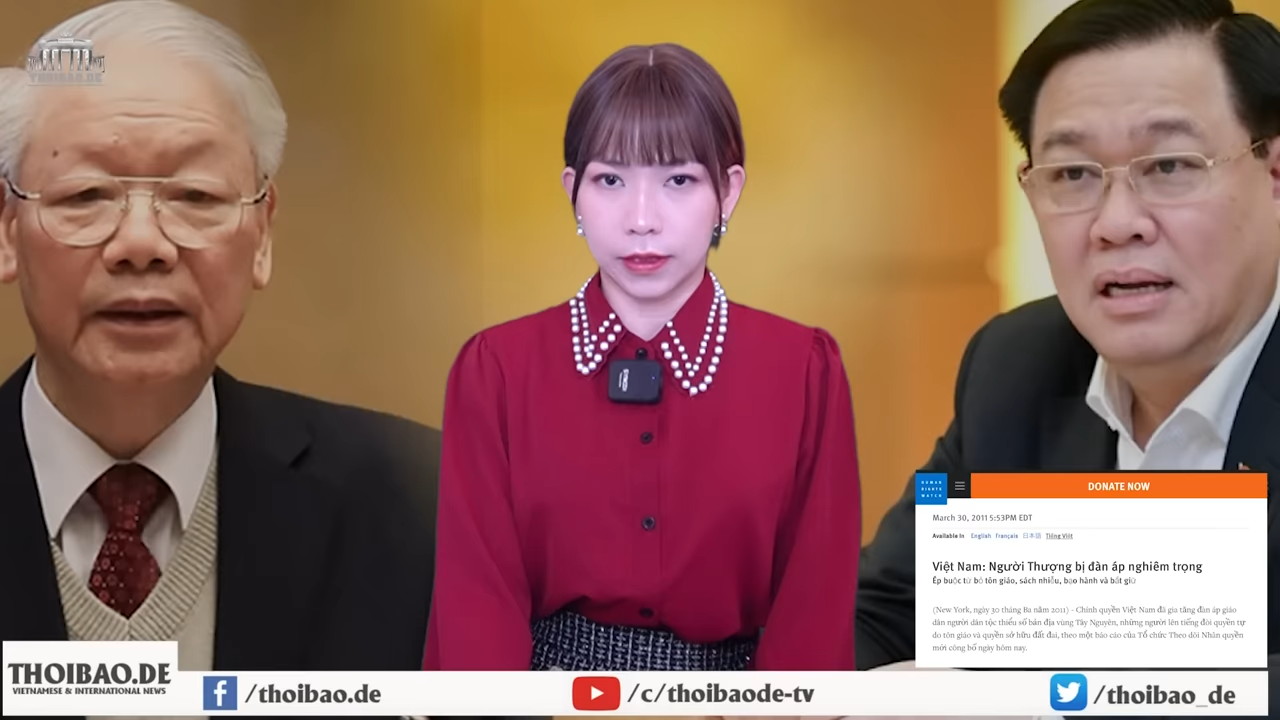 THOIBAO.DE
HUMAN
RIGHTS
WATCH
DONATE NOW
March 30, 2011 5:53PM EDT
Available In English Français 日本語 Tiếng Việt
Việt Nam: Người Thượng bị đàn áp nghiêm trọng
Ép buộc từ bỏ tôn giáo, sách nhiễu, bạo hành và bắt giữ
(New York, ngày 30 tháng Ba năm 2011) - Chính quyền Việt Nam đã gia tăng đàn áp giáo
dân người dân tộc thiểu số bản địa vùng Tây Nguyên, những người lên tiếng đòi quyền tự
do tôn giáo và quyền sở hữu đất đai, theo một báo cáo của Tổ chức Theo dõi Nhân quyền
mới công bố ngày hôm nay.
THOIBAO.DE
VIETNAMESE & INTERNATIONAL NEWS
/thoibao.de
/c/thoibaode-tv
/thoibao_de